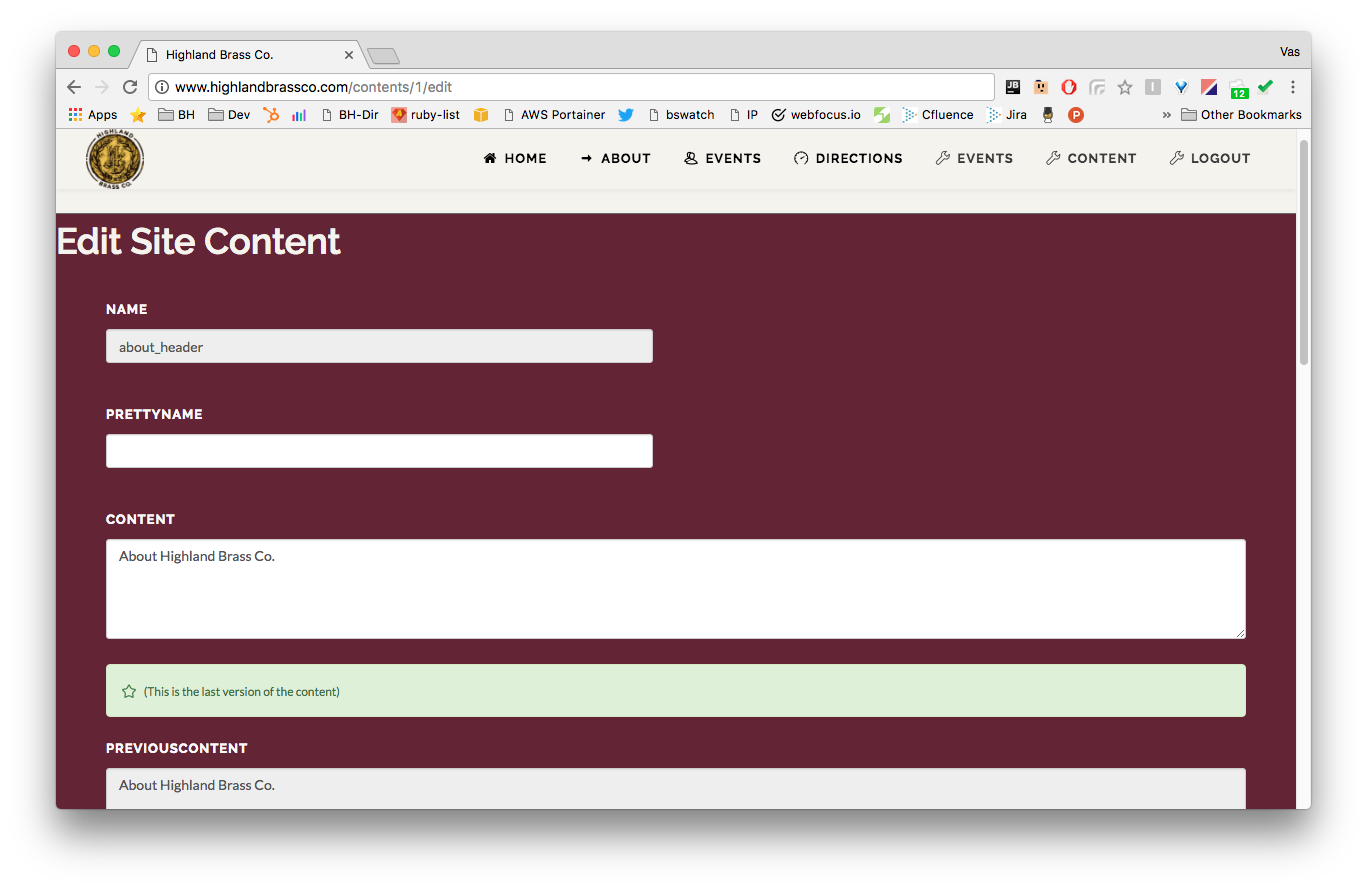 Highland Brass Co.
Vas
www.highlandbrassco.com/contents/1/edit
JB
12
Apps
BH
Dev
BH-Dir
ruby-list
AWS Portainer
bswatch
IP
webfocus.io
Cfluence
Jira
P
»
Other Bookmarks
HIGHLAND
BRASS CO.
HOME
ABOUT
EVENTS
DIRECTIONS
EVENTS
CONTENT
LOGOUT
Edit Site Content
NAME
about_header
PRETTYNAME
CONTENT
About Highland Brass Co.
(This is the last version of the content)
PREVIOUSCONTENT
About Highland Brass Co.